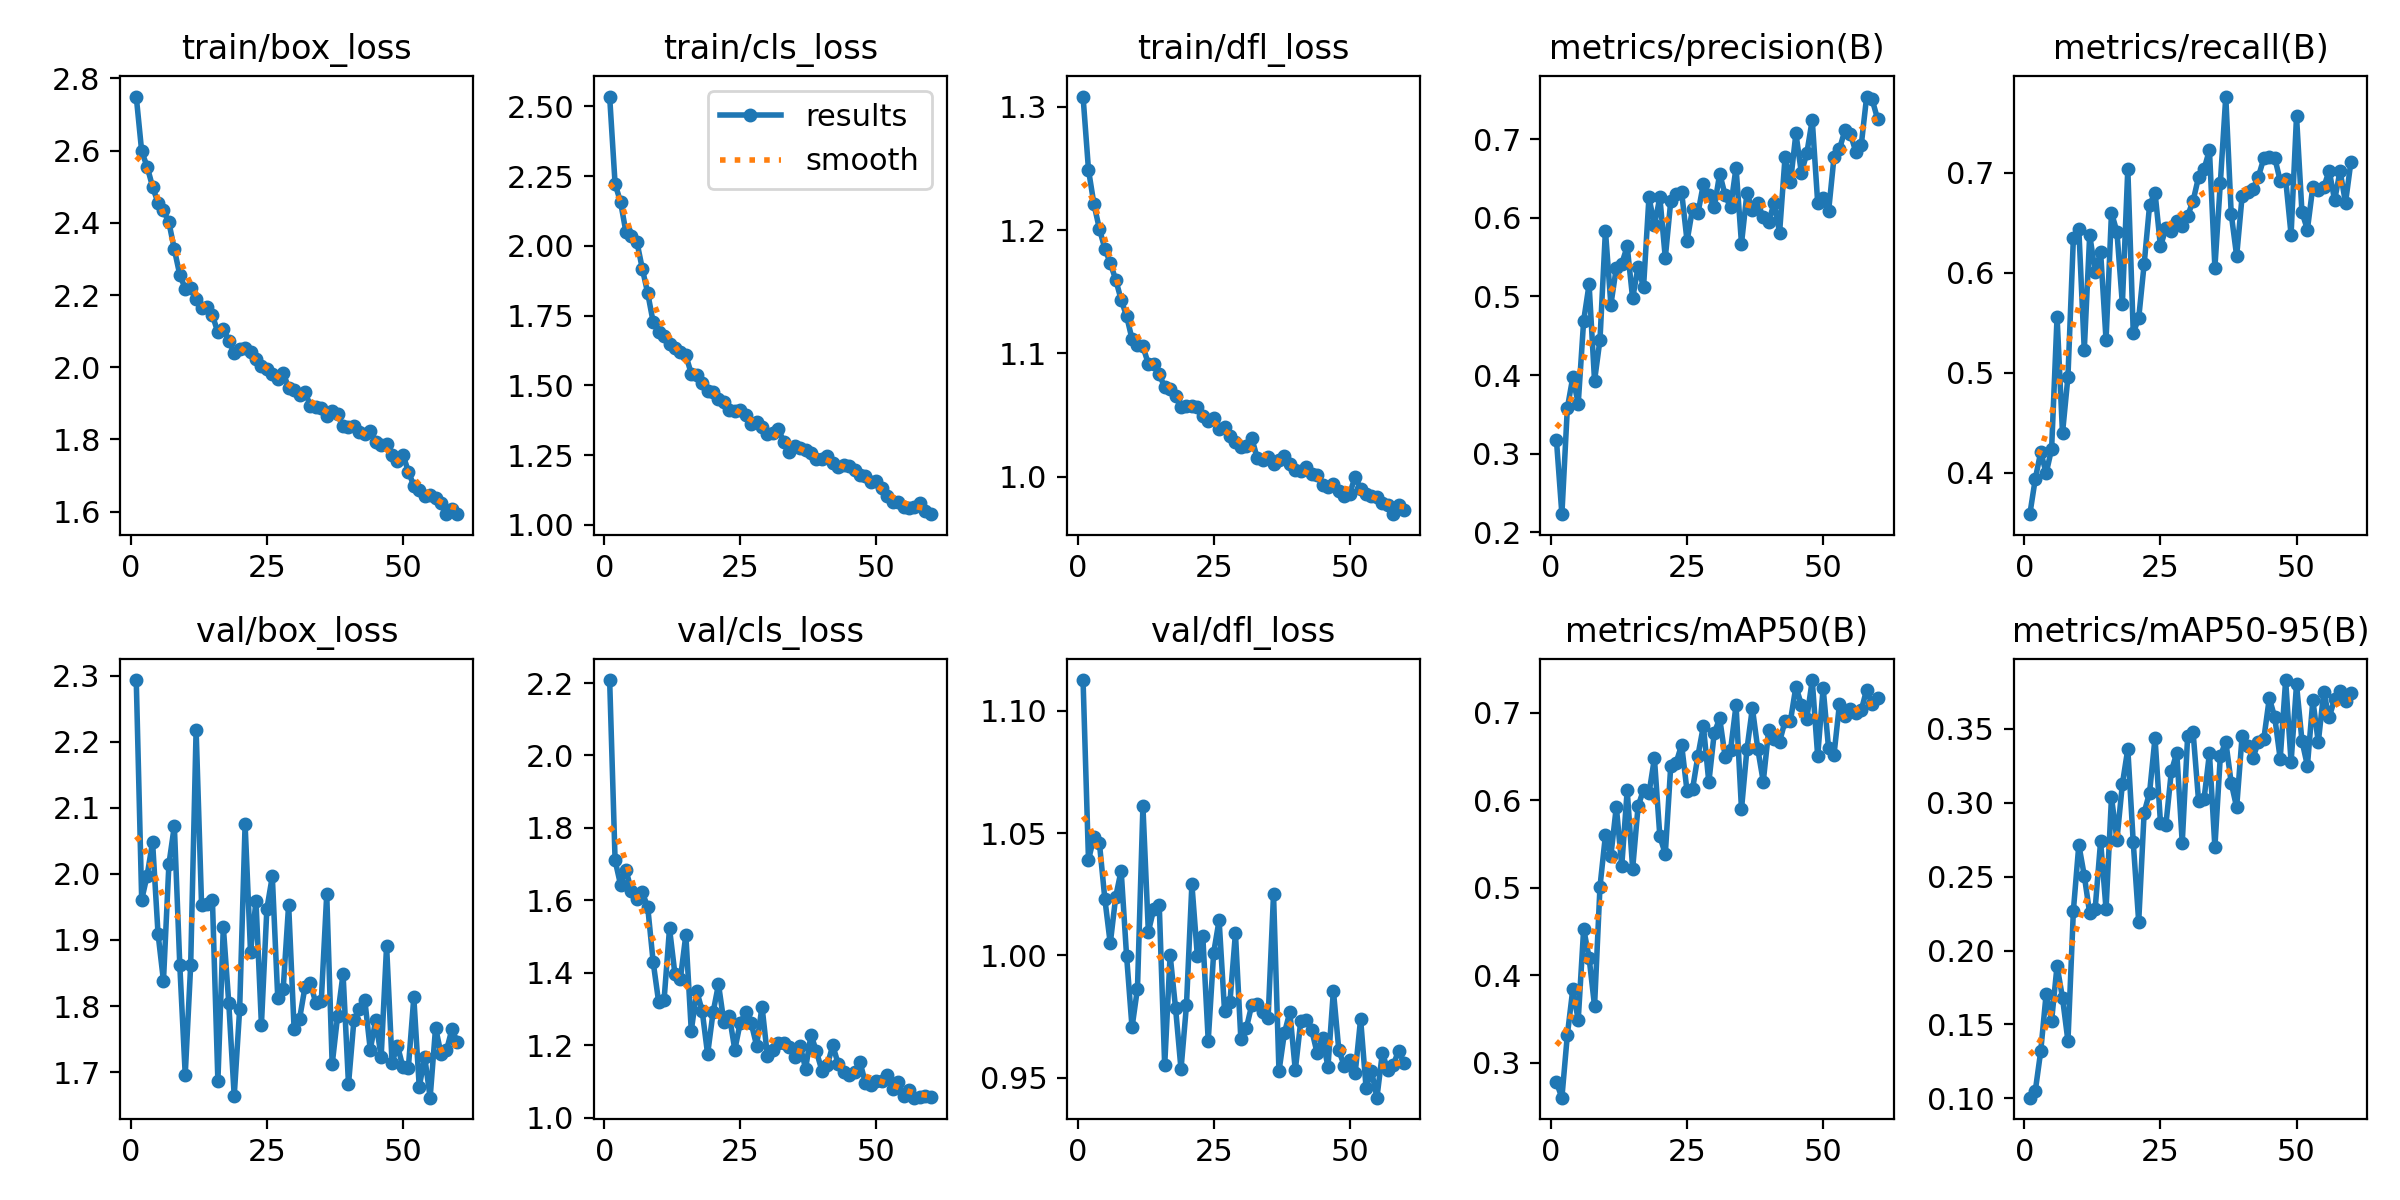 train/box_loss
2.8
2.6
2.4
2.2
2.0
1.8
1.6
0 25 50
train/cls_loss
results
smooth
2.50
2.25
2.00
1.75
1.50
1.25
1.00
0 25 50
train/dfl_loss
1.3
1.2
1.1
1.0
0 25 50
metrics/precision(B)
0.7
0.6
0.5
0.4
0.3
0.2
0 25 50
metrics/recall(B)
0.7
0.6
0.5
0.4
0 25 50
val/box_loss
2.3
2.2
2.1
2.0
1.9
1.8
1.7
0 25 50
val/cls_loss
2.2
2.0
1.8
1.6
1.4
1.2
1.0
0 25 50
val/dfl_loss
1.10
1.05
1.00
0.95
0 25 50
metrics/mAP50(B)
0.7
0.6
0.5
0.4
0.3
0 25 50
metrics/mAP50-95(B)
0.35
0.30
0.25
0.20
0.15
0.10
0 25 50